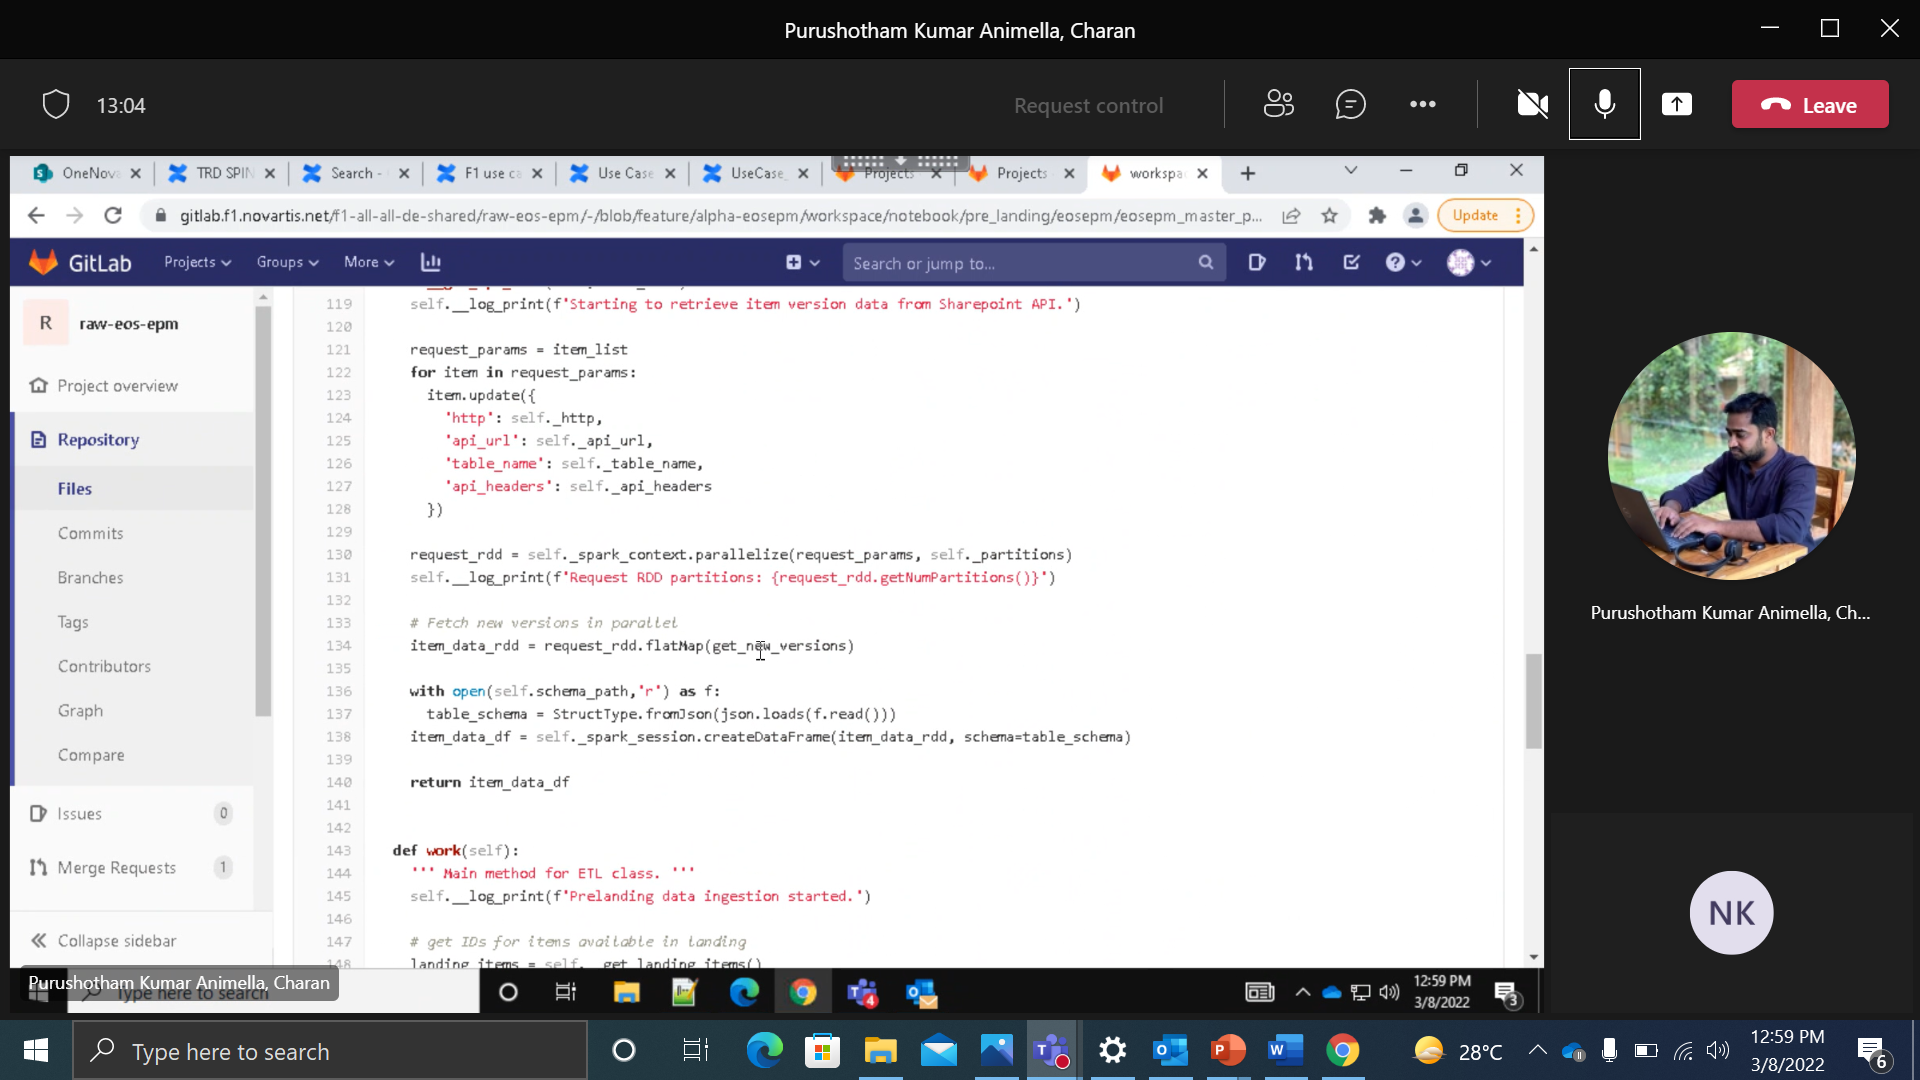 Purushotham Kumar Animella, Charan
13:04
Request control
Leave
OneNova
TRD SPIN
Search -
F1 use ca
Use Case
UseCase_
Projects
Projects
workspa
gitlab.f1.novartis.net/f1-all-all-de-shared/raw-eos-epm/-/blob/feature/alpha-eosepm/workspace/notebook/pre_landing/eosepm/eosepm_master_p...
Update
GitLab
Projects
Groups
More
Search or jump to...
R
raw-eos-epm
Project overview
Repository
Files
Commits
Branches
Tags
Contributors
Graph
Compare
Issues
0
Merge Requests
1
Collapse sidebar
119 self.__log_print(f'Starting to retrieve item version data from Sharepoint API.')
120
121 request_params = item_list
122 for item in request_params:
123 item.update({
124 'http': self._http,
125 'api_url': self._api_url,
126 'table_name': self._table_name,
127 'api_headers': self._api_headers
128 })
129
130 request_rdd = self._spark_context.parallelize(request_params, self._partitions)
131 self.__log_print(f'Request RDD partitions: {request_rdd.getNumPartitions()}')
132
133 # Fetch new versions in parallel
134 item_data_rdd = request_rdd.flatMap(get_new_versions)
135
136 with open(self.schema_path,'r') as f:
137 table_schema = StructType.fromJson(json.loads(f.read()))
138 item_data_df = self._spark_session.createDataFrame(item_data_rdd, schema=table_schema)
139
140 return item_data_df
141
142
143 def work(self):
144 ''' Main method for ETL class. '''
145 self.__log_print(f'Prelanding data ingestion started.')
146
147 # get IDs for items available in landing
148 landing_items = self.__get_landing_items()
Purushotham Kumar Animella, Ch...
NK
Purushotham Kumar Animella, Charan
Type here to search
4
12:59 PM
3/8/2022
3
Type here to search
28°C
12:59 PM
3/8/2022
6